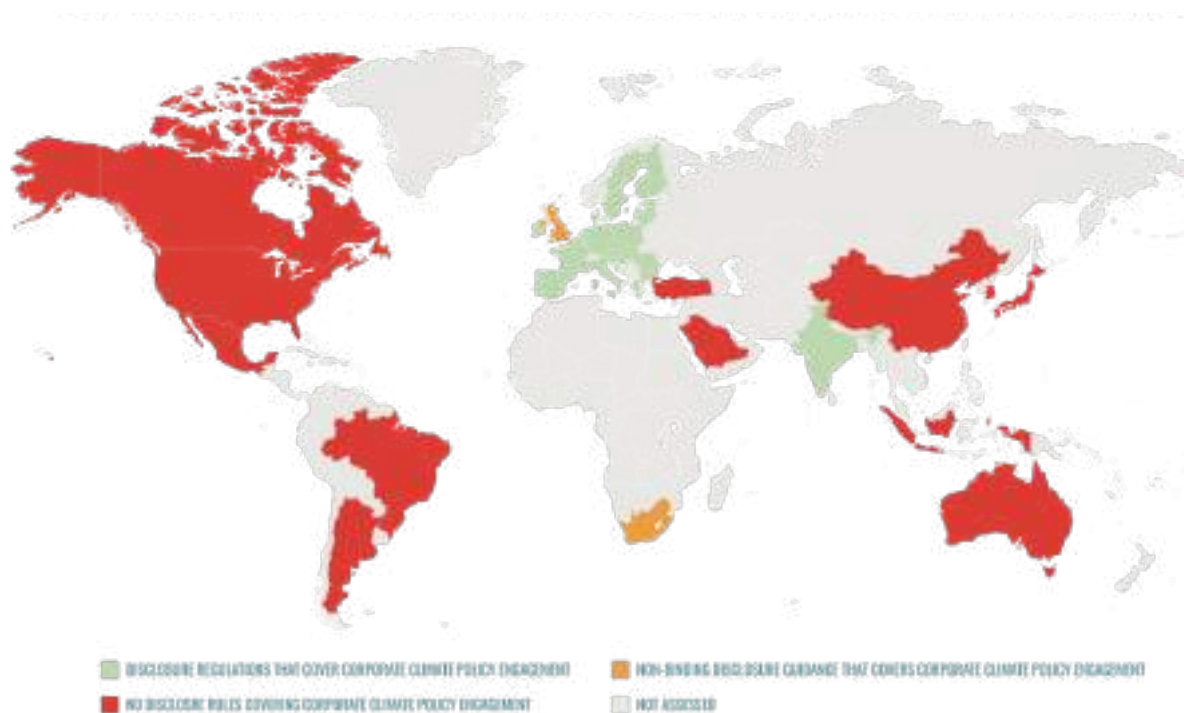 DISCLOSURE REGULATIONS THAT COVER CORPORATE CLIMATE POLICY ENGAGEMENT
NON-BINDING DISCLOSURE GUIDANCE THAT COVERS CORPORATE CLIMATE POLICY ENGAGEMENT
NO DISCLOSRE RULES COVERING CORPORATE CLIMATE POLICY ENGAGEMENT
NOT ASSESSED